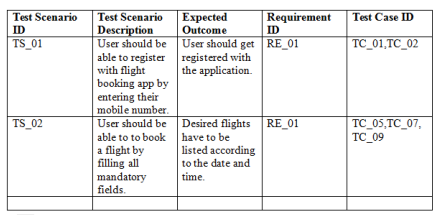 Test Scenario ID
Test Scenario Description
Expected Outcome
Requirement ID
Test Case ID
TS_01
User should be
able to register
with flight
booking app by
entering their
mobile number.
User should get
registered with
the application.
RE_01
TC_01,TC_02
TS_02
User should be
able to to book
a flight by
filling all
mandatory
fields.
Desired flights
have to be
listed according
to the date and
time.
RE_01
TC_05,TC_07,
TC_09